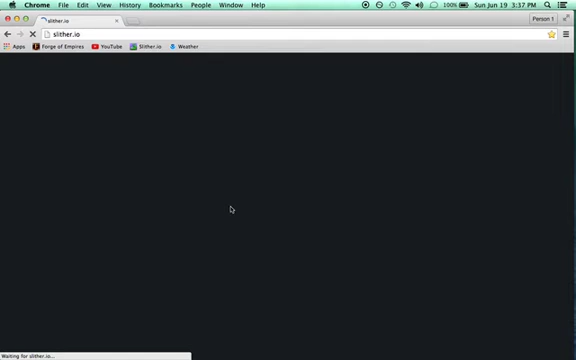 Chrome File Edit View History Bookmarks People Window Help 100% Sun Jun 19 3:37 PM
slither.io Person 1
slither.io
Apps Forge of Empires YouTube Slither.io Weather
Waiting for slither.io...